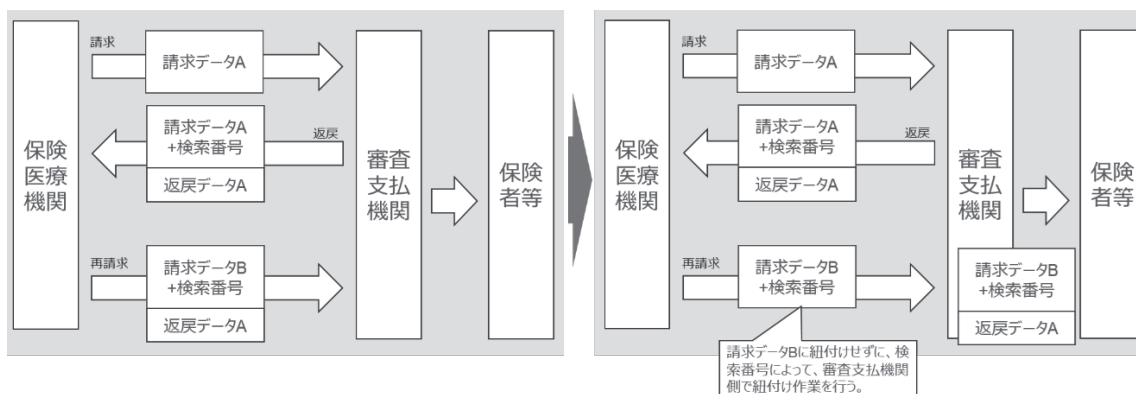 請求
請求データA
請求データA
+検索番号
返戻
返戻データA
再請求
請求データB
+検索番号
返戻データA
保険
医療
機関
審査
支払
機関
保険
者等
請求
請求データA
請求データA
+検索番号
返戻
返戻データA
再請求
請求データB
+検索番号
請求データBに紐付けせずに、検
索番号によって、審査支払機関
側で紐付け作業を行う。
保険
医療
機関
審査
支払
機関
請求データB
+検索番号
返戻データA
保険
者等